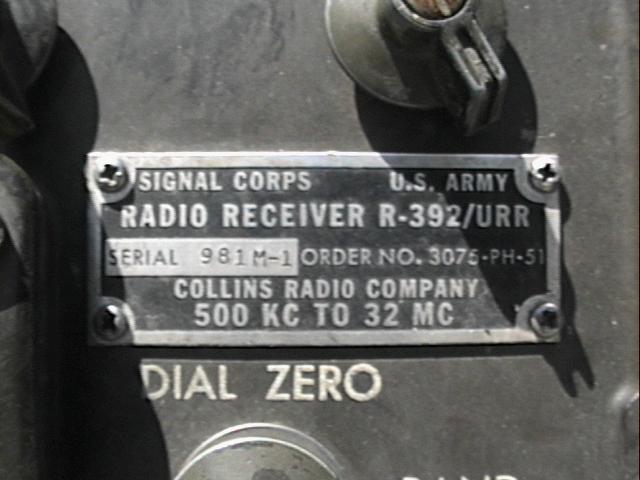 SIGNAL CORPS U.S. ARMY
RADIO RECEIVER R-392/URR
SERIAL 981 M-1 ORDER NO. 3075-PH-51
COLLINS RADIO COMPANY
500 KC TO 32 MC
DIAL ZERO